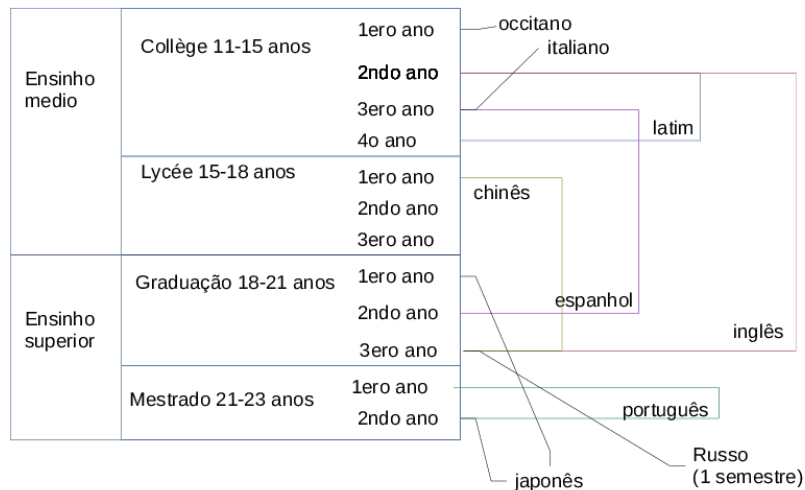 Ensinho
medio
Collège 11-15 anos
1ero ano
2ndo ano
3ero ano
4o ano
Lycée 15-18 anos
1ero ano
2ndo ano
3ero ano
Ensinho
superior
Graduação 18-21 anos
1ero ano
2ndo ano
3ero ano
Mestrado 21-23 anos
1ero ano
2ndo ano
occitano
italiano
latim
chinês
espanhol
inglês
português
Russo
(1 semestre)
japonês